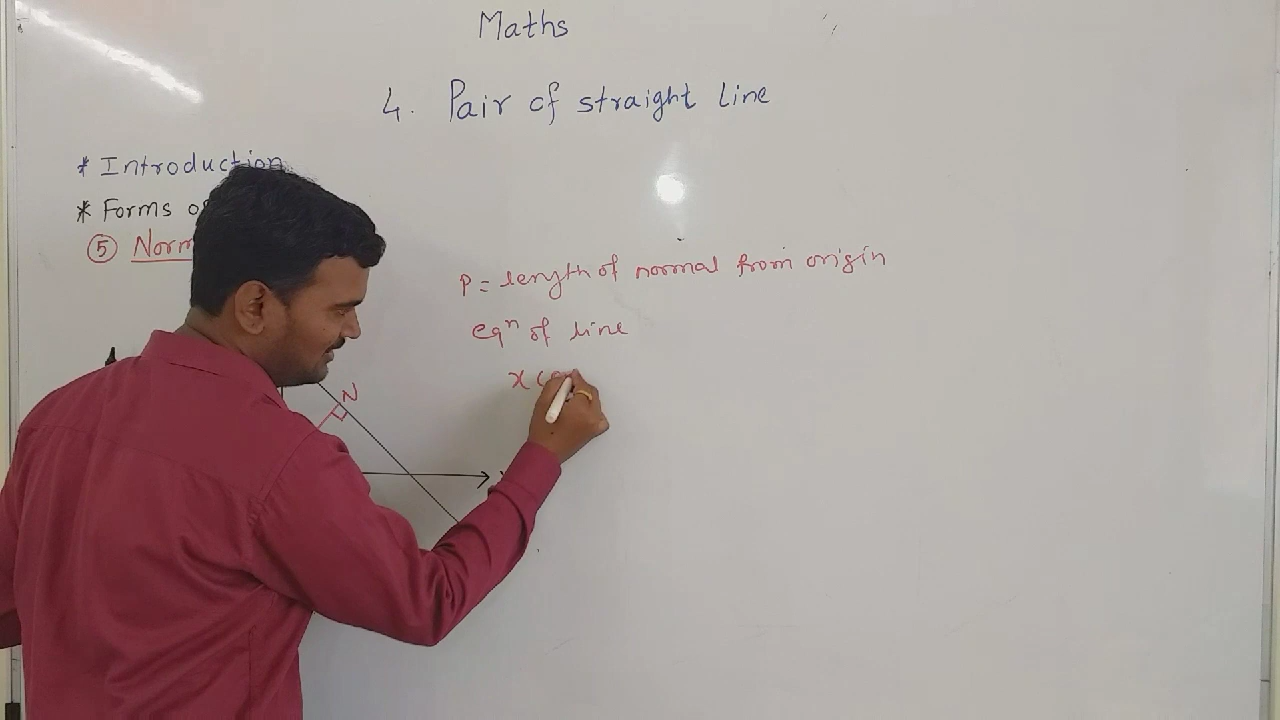 Maths
4. Pair of straight line
* Introduction
* Forms of
⑤ Norm
P = length of normal from origin
eqⁿ of line
x cos
N